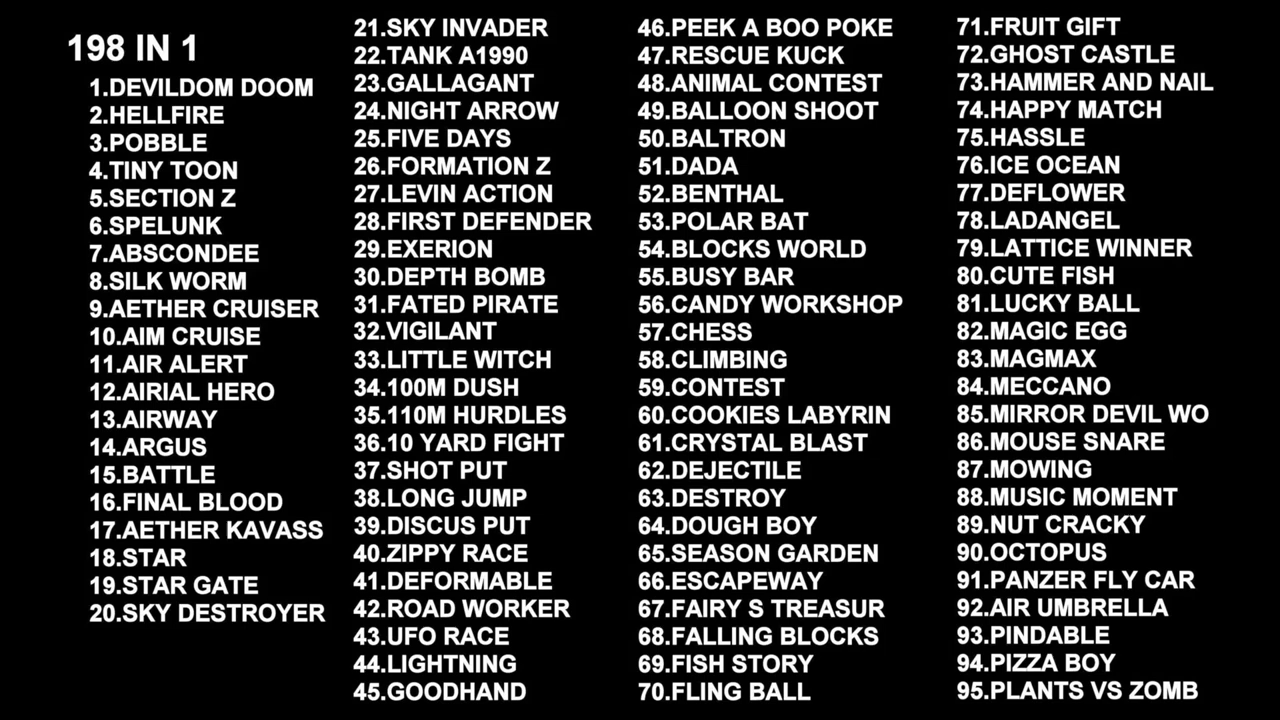 198 IN 1
1.DEVILDOM DOOM
2.HELLFIRE
3.POBBLE
4.TINY TOON
5.SECTION Z
6.SPELUNK
7.ABSCONDEE
8.SILK WORM
9.AETHER CRUISER
10.AIM CRUISE
11.AIR ALERT
12.AIRIAL HERO
13.AIRWAY
14.ARGUS
15.BATTLE
16.FINAL BLOOD
17.AETHER KAVASS
18.STAR
19.STAR GATE
20.SKY DESTROYER
21.SKY INVADER
22.TANK A1990
23.GALLAGANT
24.NIGHT ARROW
25.FIVE DAYS
26.FORMATION Z
27.LEVIN ACTION
28.FIRST DEFENDER
29.EXERION
30.DEPTH BOMB
31.FATED PIRATE
32.VIGILANT
33.LITTLE WITCH
34.100M DUSH
35.110M HURDLES
36.10 YARD FIGHT
37.SHOT PUT
38.LONG JUMP
39.DISCUS PUT
40.ZIPPY RACE
41.DEFORMABLE
42.ROAD WORKER
43.UFO RACE
44.LIGHTNING
45.GOODHAND
46.PEEK A BOO POKE
47.RESCUE KUCK
48.ANIMAL CONTEST
49.BALLOON SHOOT
50.BALTRON
51.DADA
52.BENTHAL
53.POLAR BAT
54.BLOCKS WORLD
55.BUSY BAR
56.CANDY WORKSHOP
57.CHESS
58.CLIMBING
59.CONTEST
60.COOKIES LABYRIN
61.CRYSTAL BLAST
62.DEJECTILE
63.DESTROY
64.DOUGH BOY
65.SEASON GARDEN
66.ESCAPEWAY
67.FAIRY S TREASUR
68.FALLING BLOCKS
69.FISH STORY
70.FLING BALL
71.FRUIT GIFT
72.GHOST CASTLE
73.HAMMER AND NAIL
74.HAPPY MATCH
75.HASSLE
76.ICE OCEAN
77.DEFLOWER
78.LADANGEL
79.LATTICE WINNER
80.CUTE FISH
81.LUCKY BALL
82.MAGIC EGG
83.MAGMAX
84.MECCANO
85.MIRROR DEVIL WO
86.MOUSE SNARE
87.MOWING
88.MUSIC MOMENT
89.NUT CRACKY
90.OCTOPUS
91.PANZER FLY CAR
92.AIR UMBRELLA
93.PINDABLE
94.PIZZA BOY
95.PLANTS VS ZOMB